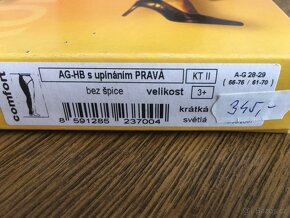 comfort
AG-HB s upínáním PRAVÁ
KT II
A-G 28-29
(66-76 / 61-70)
bez špice
velikost
3+
krátká
světlá
345,-
8 591285 237004